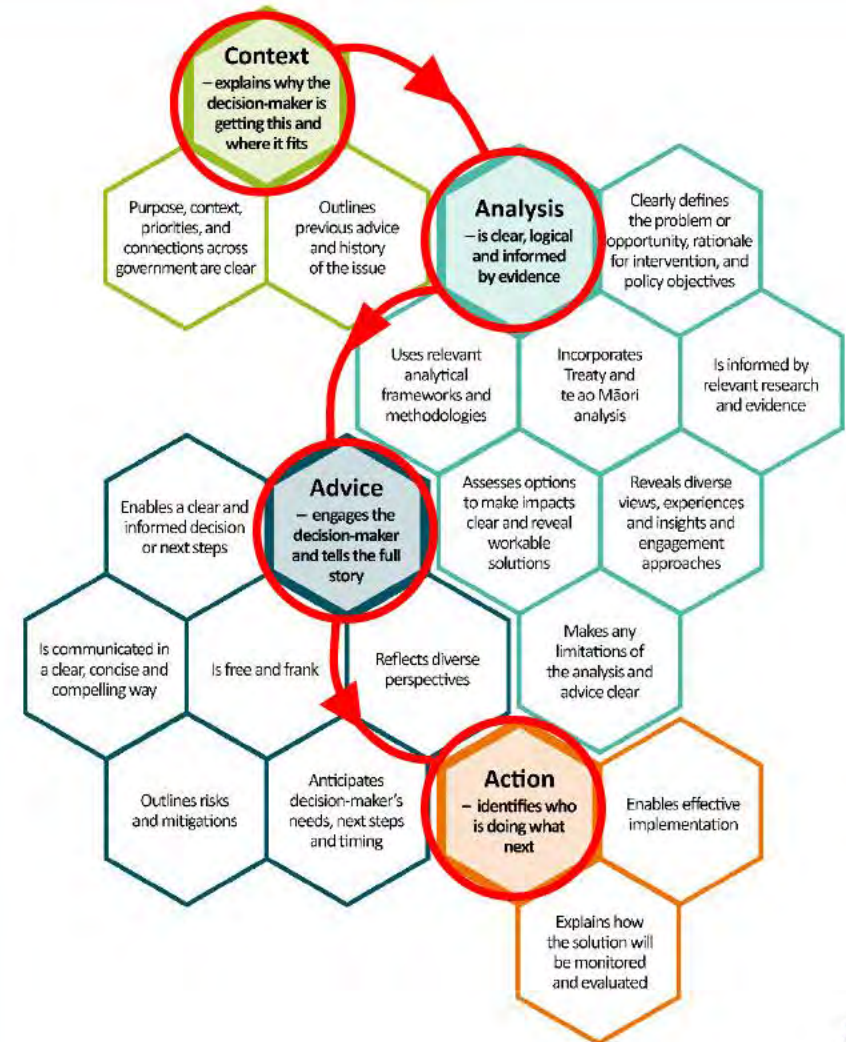 Context
– explains why the
decision-maker is
getting this and
where it fits
Purpose, context,
priorities, and
connections across
government are clear
Outlines
previous advice
and history
of the issue
Analysis
– is clear, logical
and informed
by evidence
Clearly defines
the problem or
opportunity, rationale
for intervention, and
policy objectives
Uses relevant
analytical
frameworks and
methodologies
Incorporates
Treaty and
te ao Māori
analysis
Is informed by
relevant research
and evidence
Assesses options
to make impacts
clear and reveal
workable
solutions
Reveals diverse
views, experiences
and insights and
engagement
approaches
Makes any
limitations of
the analysis and
advice clear
Advice
– engages the
decision-maker
and tells the full
story
Enables a clear and
informed decision
or next steps
Is communicated in
a clear, concise and
compelling way
Is free and frank
Reflects diverse
perspectives
Outlines risks
and mitigations
Anticipates
decision-maker's
needs, next steps
and timing
Action
– identifies who
is doing what
next
Enables effective
implementation
Explains how
the solution will
be monitored
and evaluated